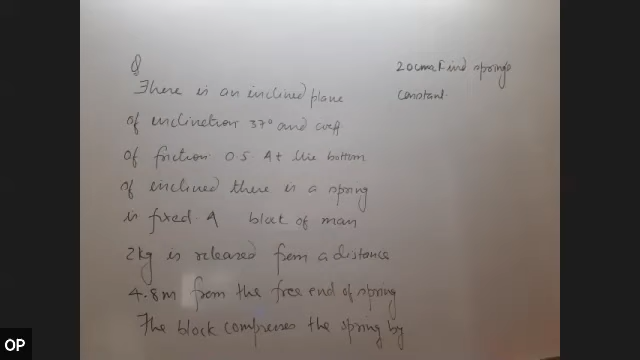 Q
There is an inclined plane
of inclination 37° and coeff
of friction 0.5. At the bottom
of inclined there is a spring
is fixed. A block of mass
2kg is released from a distance
4.8m from the free end of spring
The block compresses the spring by
20cm. Find spring
constant.
OP